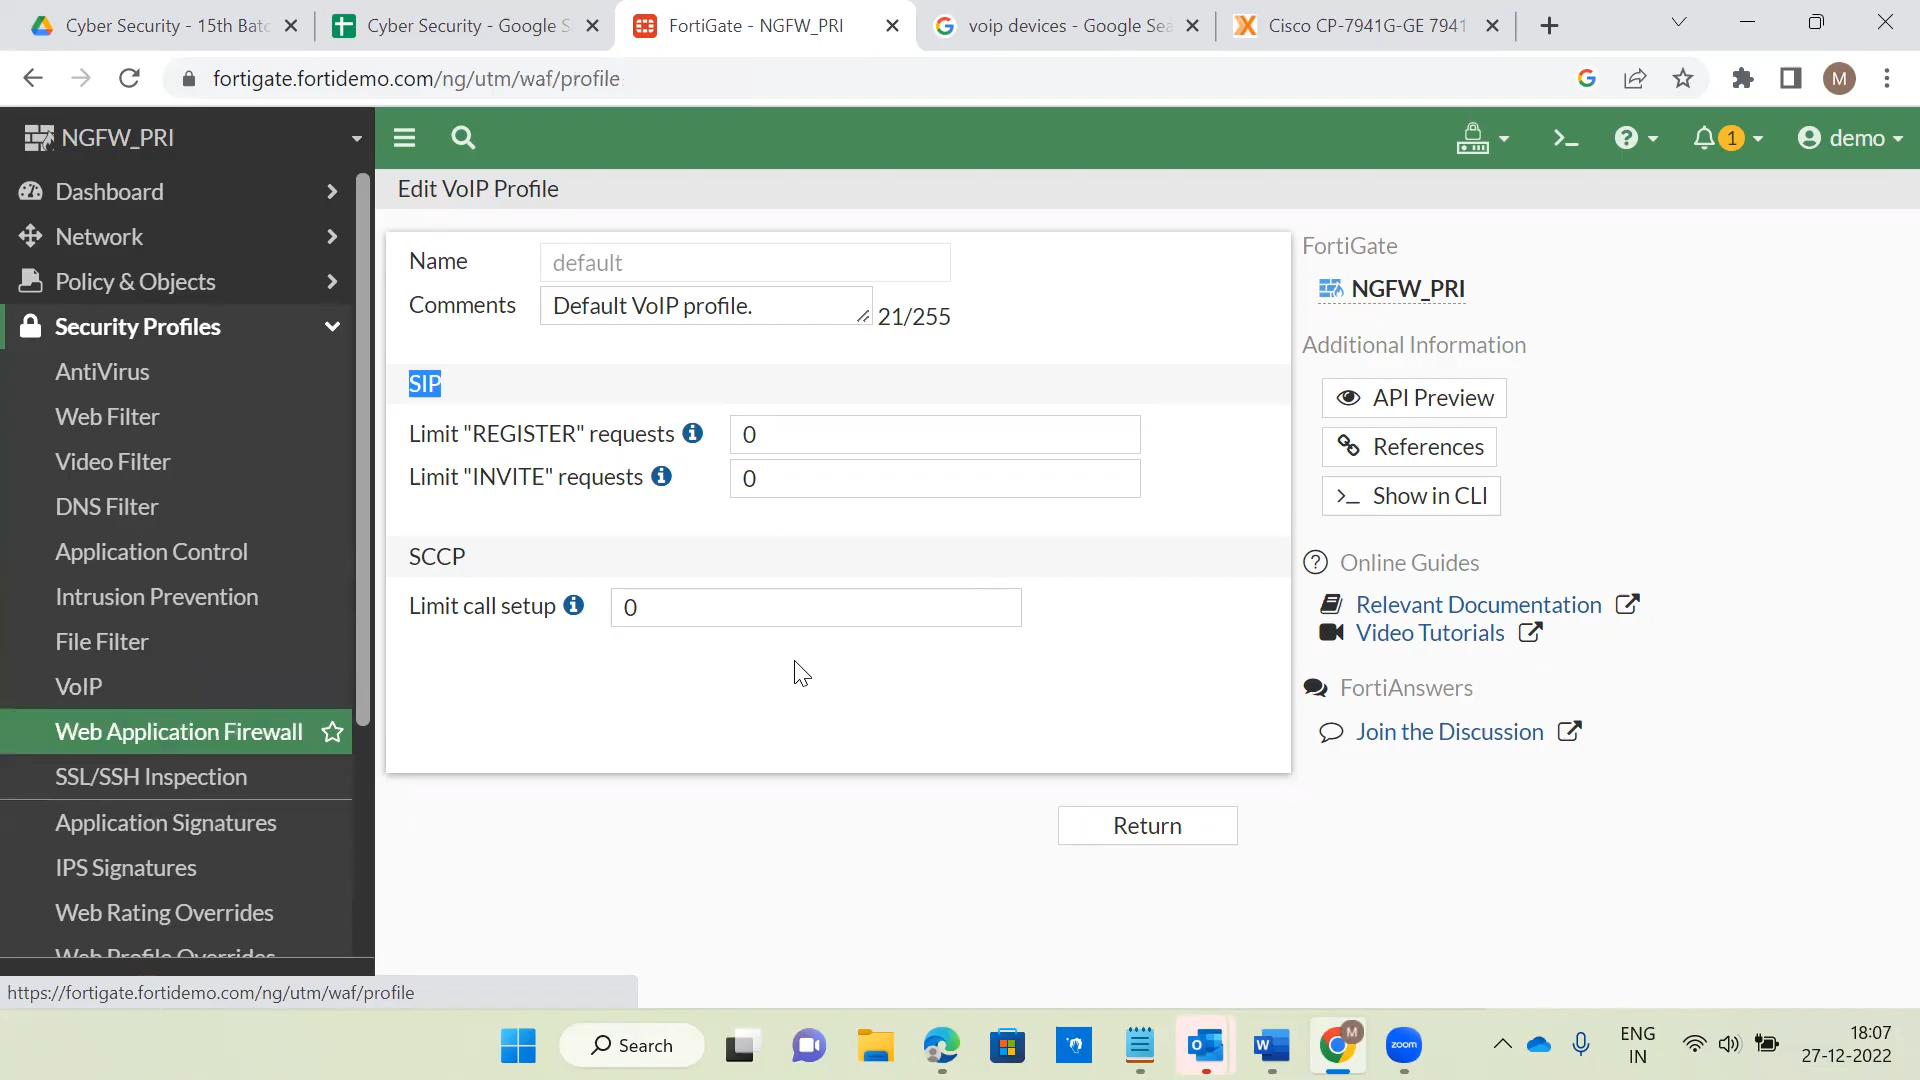 Cyber Security - 15th Batc
Cyber Security - Google S
FortiGate - NGFW_PRI
voip devices - Google Sea
Cisco CP-7941G-GE 7941
fortigate.fortidemo.com/ng/utm/waf/profile
M
NGFW_PRI
1
demo
Dashboard
Network
Policy & Objects
Security Profiles
AntiVirus
Web Filter
Video Filter
DNS Filter
Application Control
Intrusion Prevention
File Filter
VoIP
Web Application Firewall
SSL/SSH Inspection
Application Signatures
IPS Signatures
Web Rating Overrides
Web Profile Overrides
Edit VoIP Profile
Name
default
Comments
Default VoIP profile.
21/255
SIP
Limit "REGISTER" requests
0
Limit "INVITE" requests
0
SCCP
Limit call setup
0
Return
FortiGate
NGFW_PRI
Additional Information
API Preview
References
>_ Show in CLI
Online Guides
Relevant Documentation
Video Tutorials
FortiAnswers
Join the Discussion
https://fortigate.fortidemo.com/ng/utm/waf/profile
Search
M
zoom
ENG
IN
18:07
27-12-2022